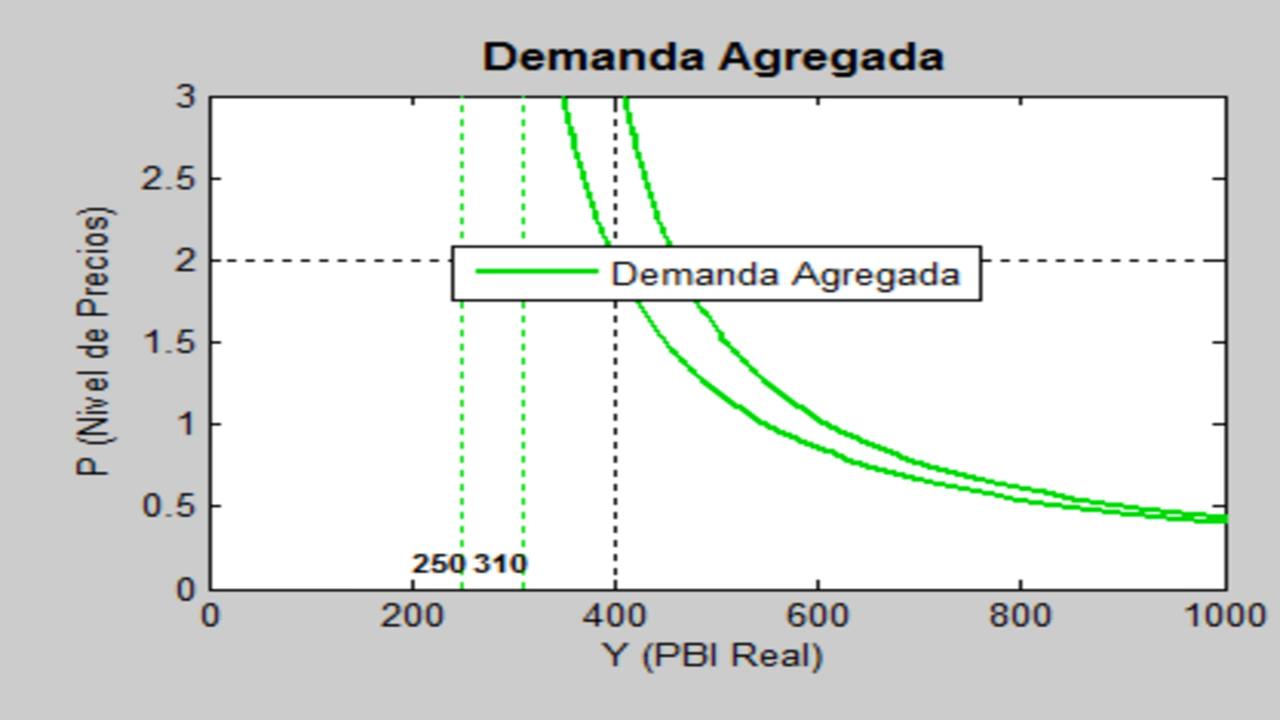 Demanda Agregada
3
2.5
2
1.5
1
0.5
0
P (Nivel de Precios)
Demanda Agregada
250 310
0 200 400 600 800 1000
Y (PBI Real)